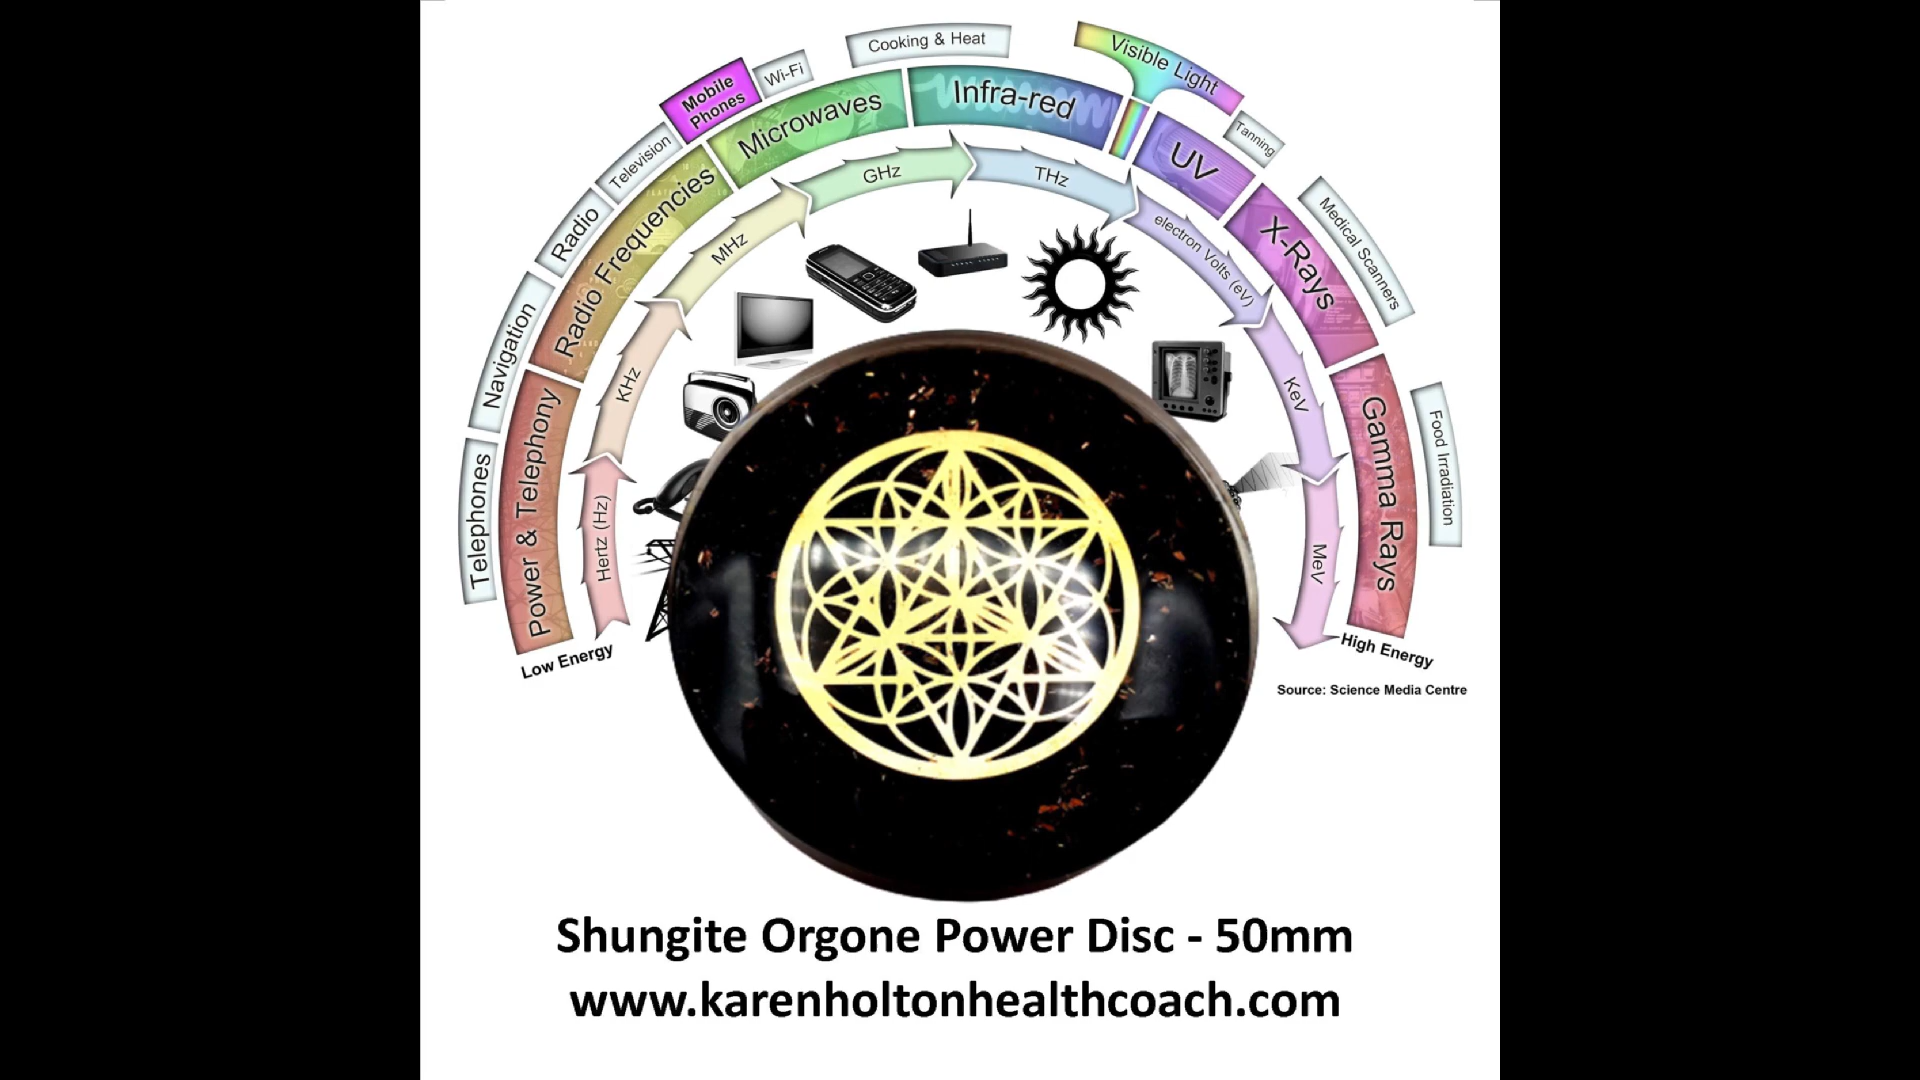 Cooking & Heat
Visible Light
Wi-Fi
Mobile
Phones
Tanning
Television
Medical Scanners
Radio
Navigation
Food Irradiation
Telephones
Power & Telephony
Radio Frequencies
Microwaves
Infra-red
UV
X-Rays
Gamma Rays
Hertz (Hz)
KHz
MHz
GHz
THz
electron Volts (eV)
KeV
MeV
Low Energy
High Energy
Source: Science Media Centre
Shungite Orgone Power Disc - 50mm
www.karenholtonhealthcoach.com